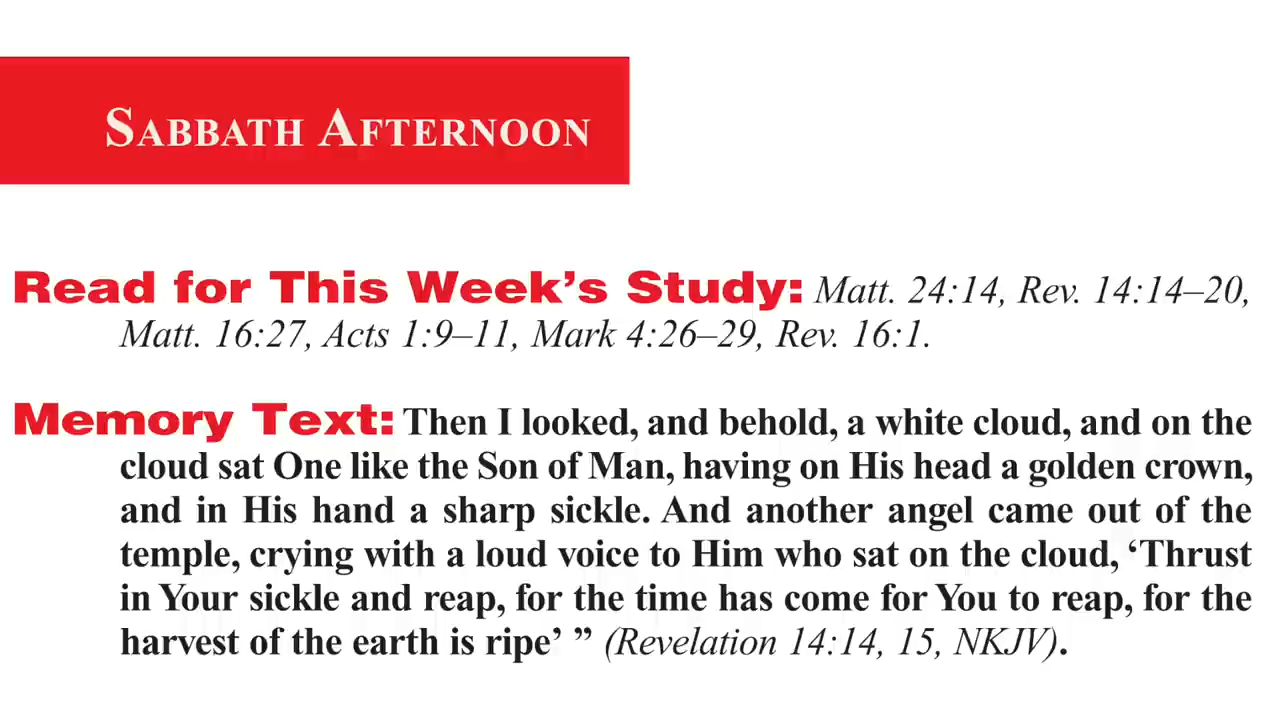 SABBATH AFTERNOON
Read for This Week’s Study: Matt. 24:14, Rev. 14:14–20,
Matt. 16:27, Acts 1:9–11, Mark 4:26–29, Rev. 16:1.
Memory Text: Then I looked, and behold, a white cloud, and on the
cloud sat One like the Son of Man, having on His head a golden crown,
and in His hand a sharp sickle. And another angel came out of the
temple, crying with a loud voice to Him who sat on the cloud, ‘Thrust
in Your sickle and reap, for the time has come for You to reap, for the
harvest of the earth is ripe’ ” (Revelation 14:14, 15, NKJV).